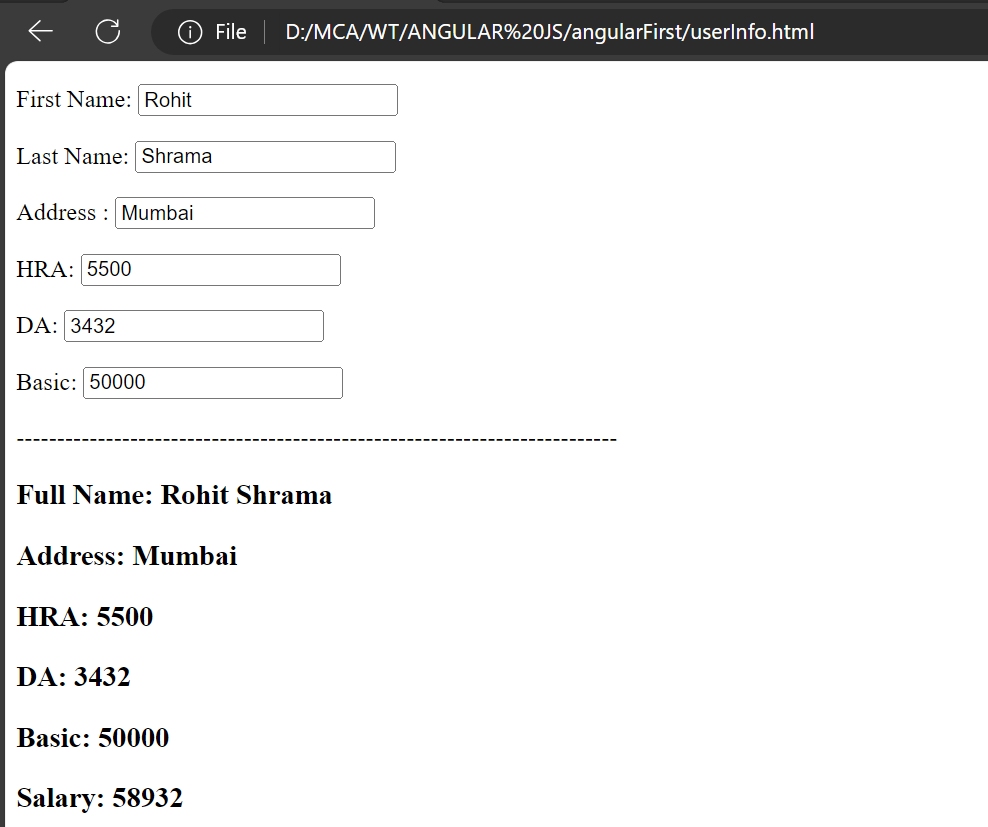 File D:/MCA/WT/ANGULAR%20JS/angularFirst/userInfo.html
First Name: Rohit
Last Name: Shrama
Address : Mumbai
HRA: 5500
DA: 3432
Basic: 50000
---------------------------------------------------------------------------
Full Name: Rohit Shrama
Address: Mumbai
HRA: 5500
DA: 3432
Basic: 50000
Salary: 58932